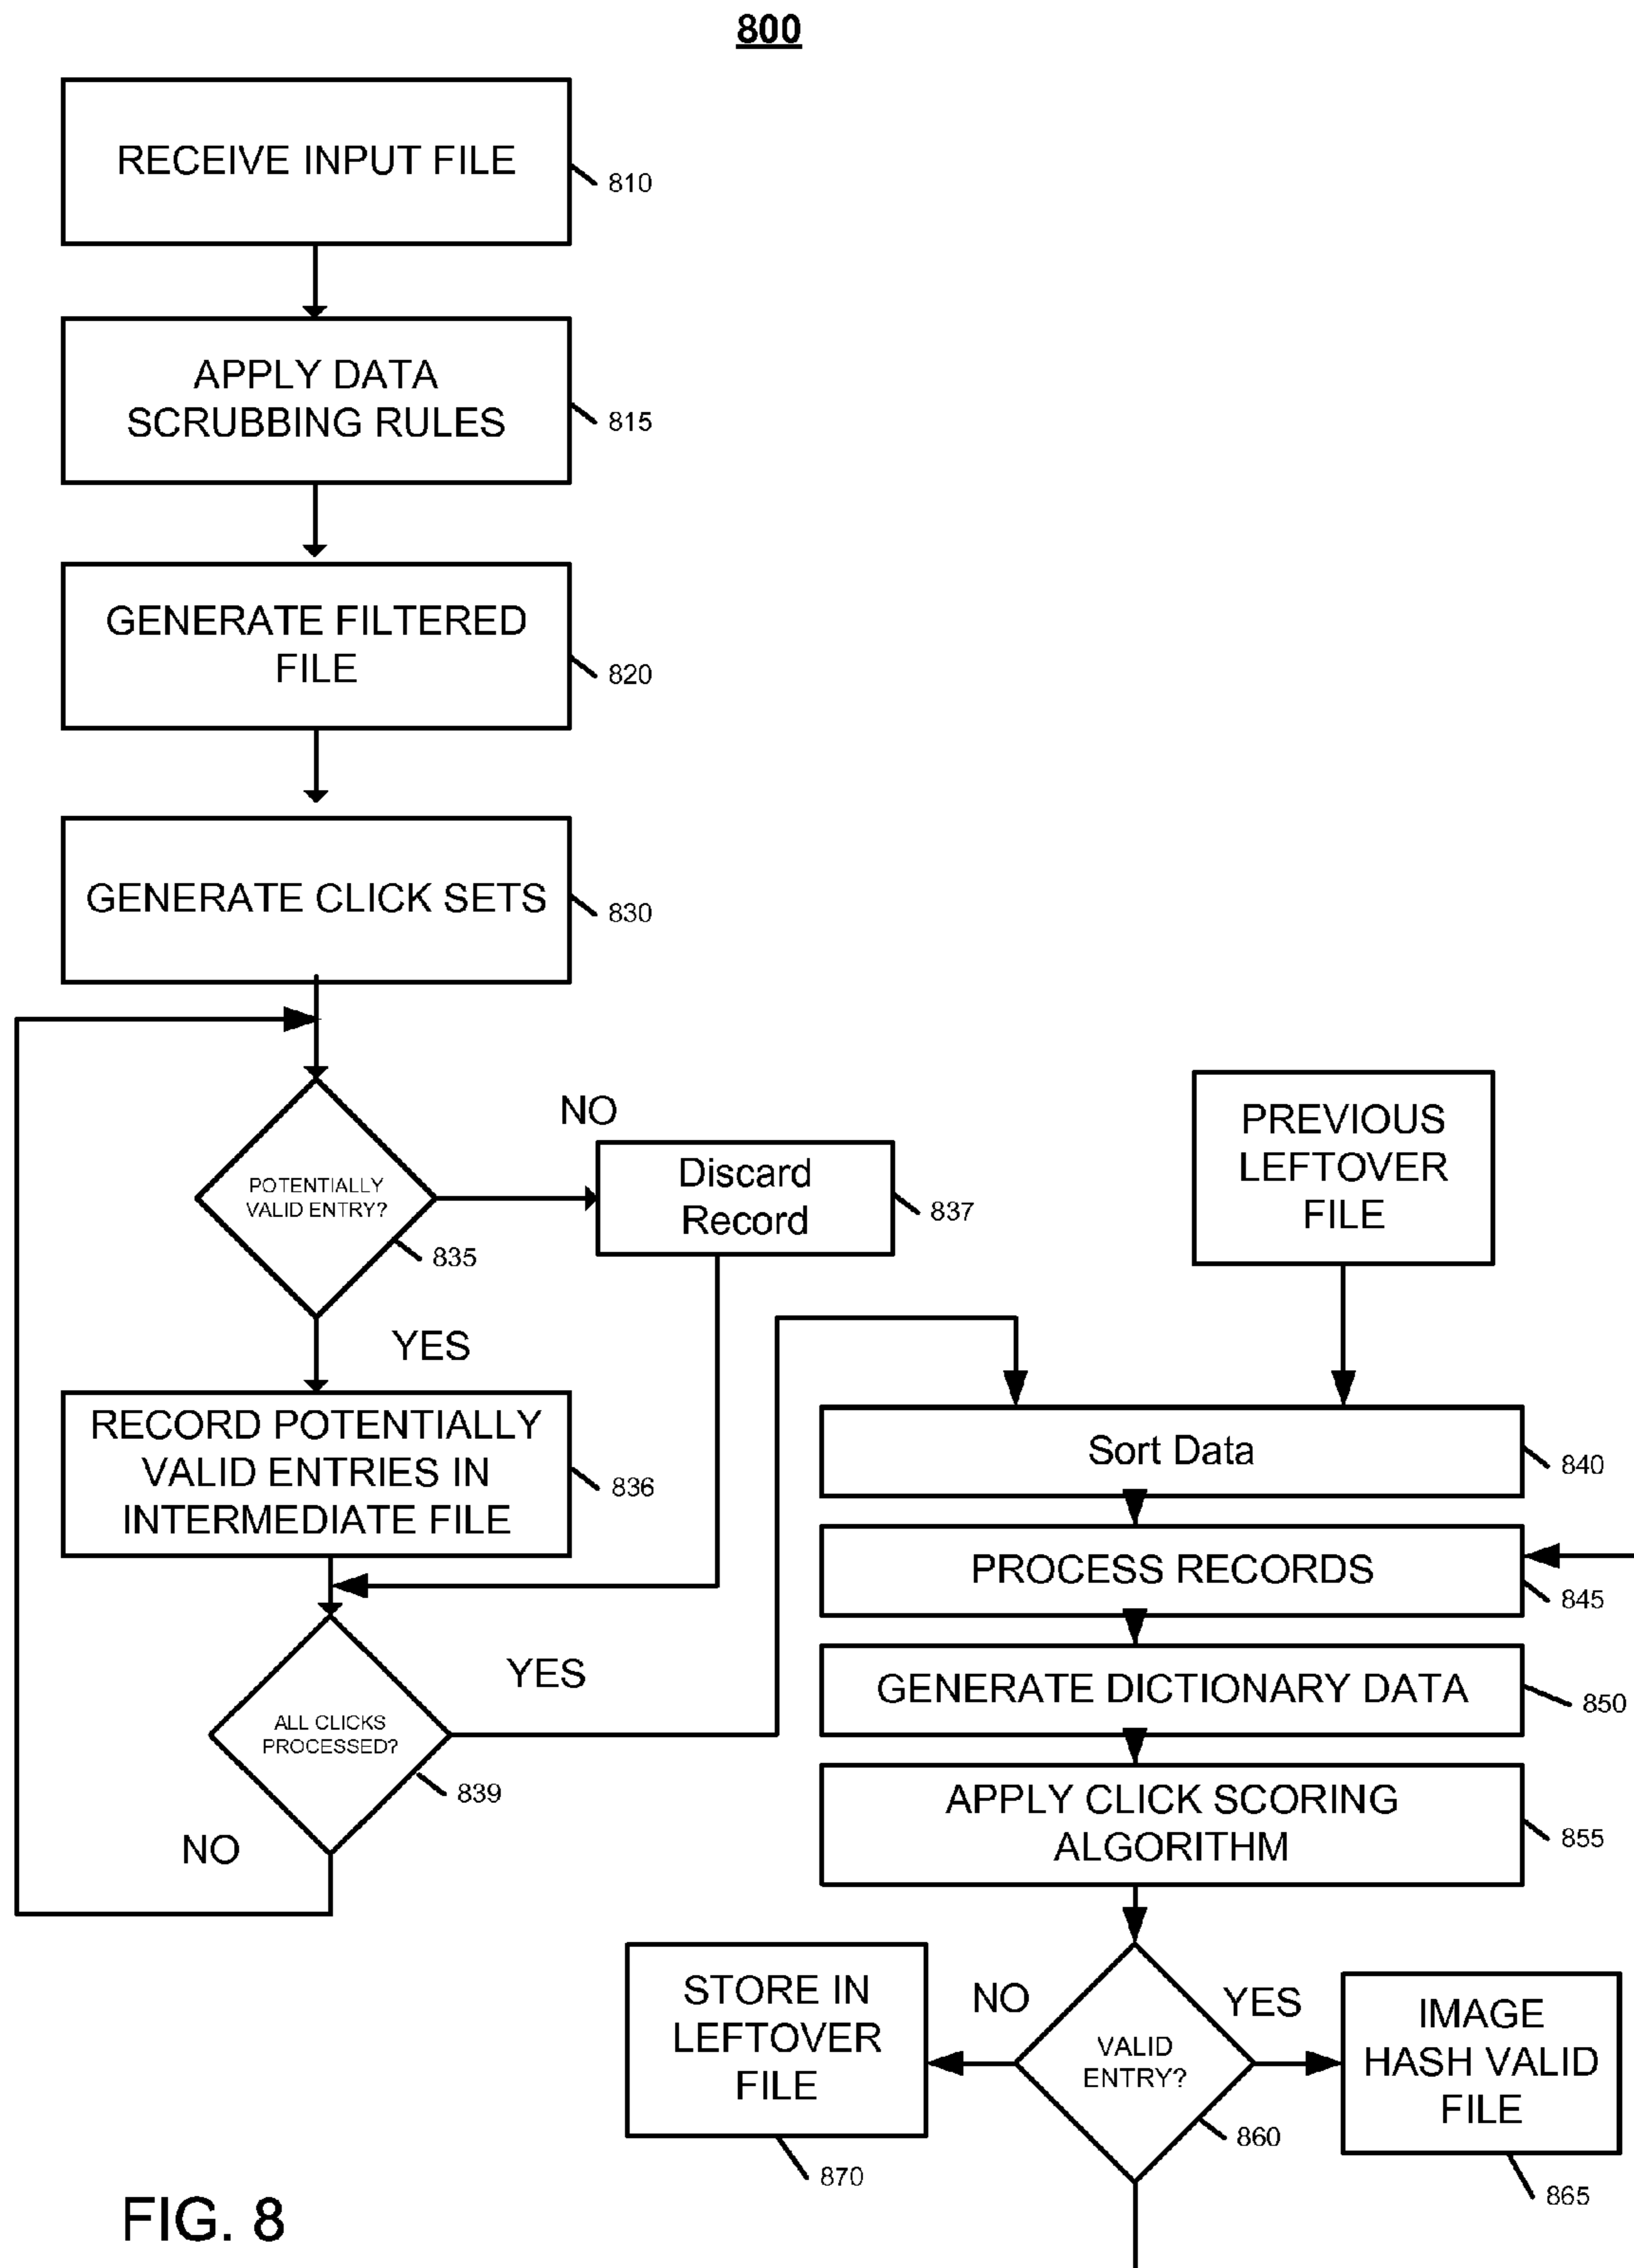 800
RECEIVE INPUT FILE
810
APPLY DATA
SCRUBBING RULES
815
GENERATE FILTERED
FILE
820
GENERATE CLICK SETS
830
POTENTIALLY
VALID ENTRY?
835
NO
Discard
Record
837
YES
RECORD POTENTIALLY
VALID ENTRIES IN
INTERMEDIATE FILE
836
ALL CLICKS
PROCESSED?
839
YES
NO
PREVIOUS
LEFTOVER
FILE
Sort Data
840
PROCESS RECORDS
845
GENERATE DICTIONARY DATA
850
APPLY CLICK SCORING
ALGORITHM
855
VALID
ENTRY?
860
NO
STORE IN
LEFTOVER
FILE
870
YES
IMAGE
HASH VALID
FILE
865
FIG. 8